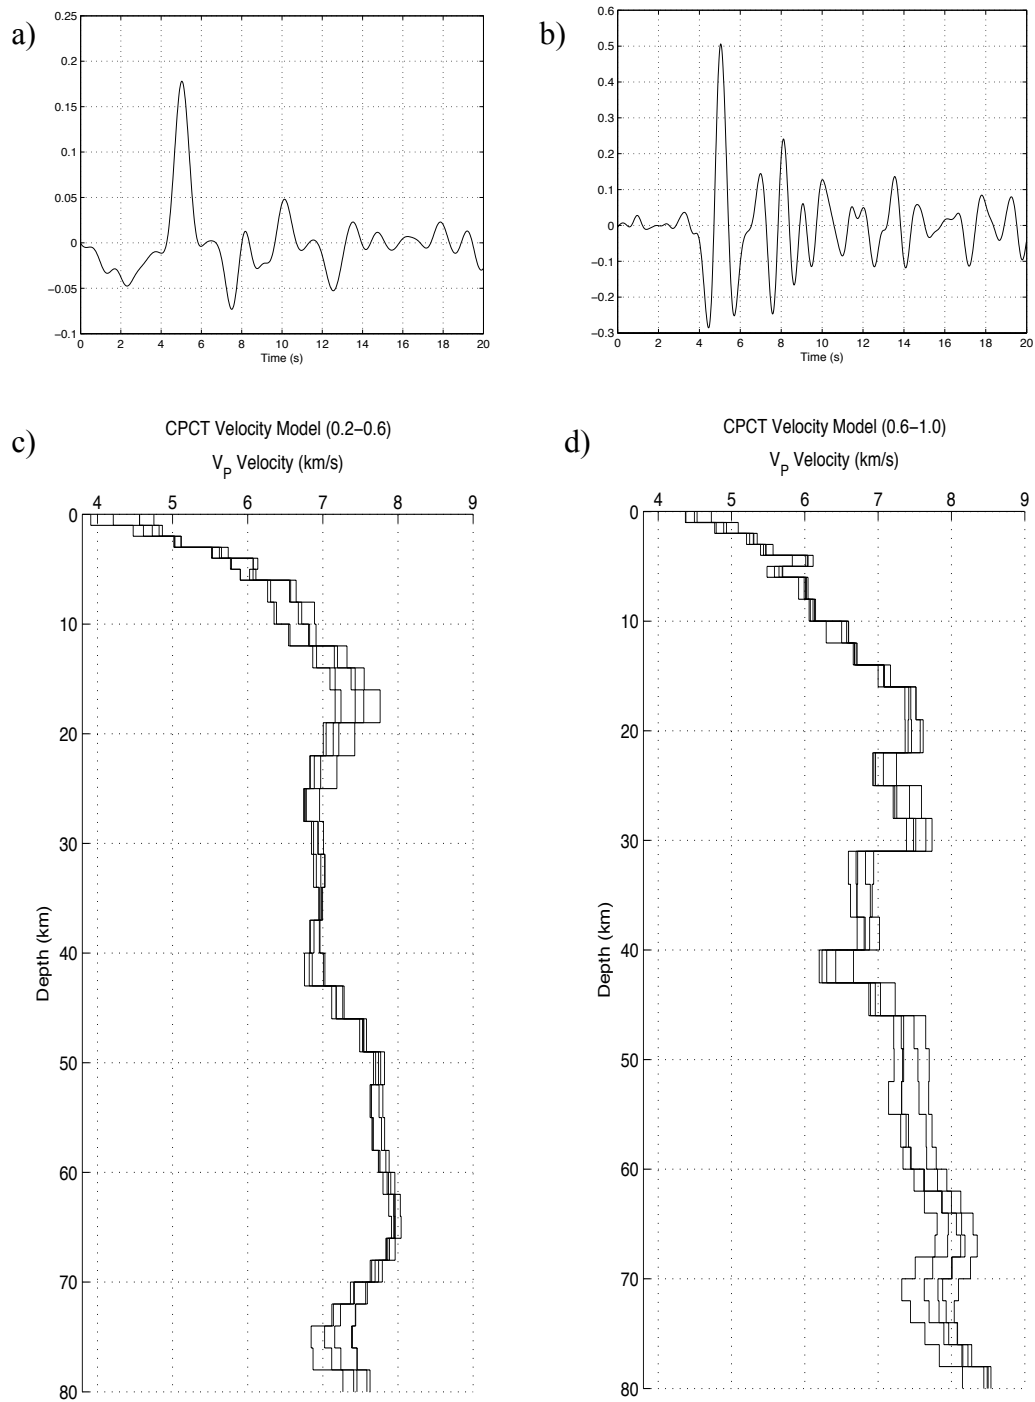 a)
0.25
0.2
0.15
0.1
0.05
0
−0.05
−0.1
0 2 4 6 8 10 12 14 16 18 20
Time (s)
b)
0.6
0.5
0.4
0.3
0.2
0.1
0
−0.1
−0.2
−0.3
0 2 4 6 8 10 12 14 16 18 20
Time (s)
c)
CPCT Velocity Model (0.2−0.6)
VP Velocity (km/s)
4 5 6 7 8 9
0
10
20
30
40
50
60
70
80
Depth (km)
d)
CPCT Velocity Model (0.6−1.0)
VP Velocity (km/s)
4 5 6 7 8 9
0
10
20
30
40
50
60
70
80
Depth (km)